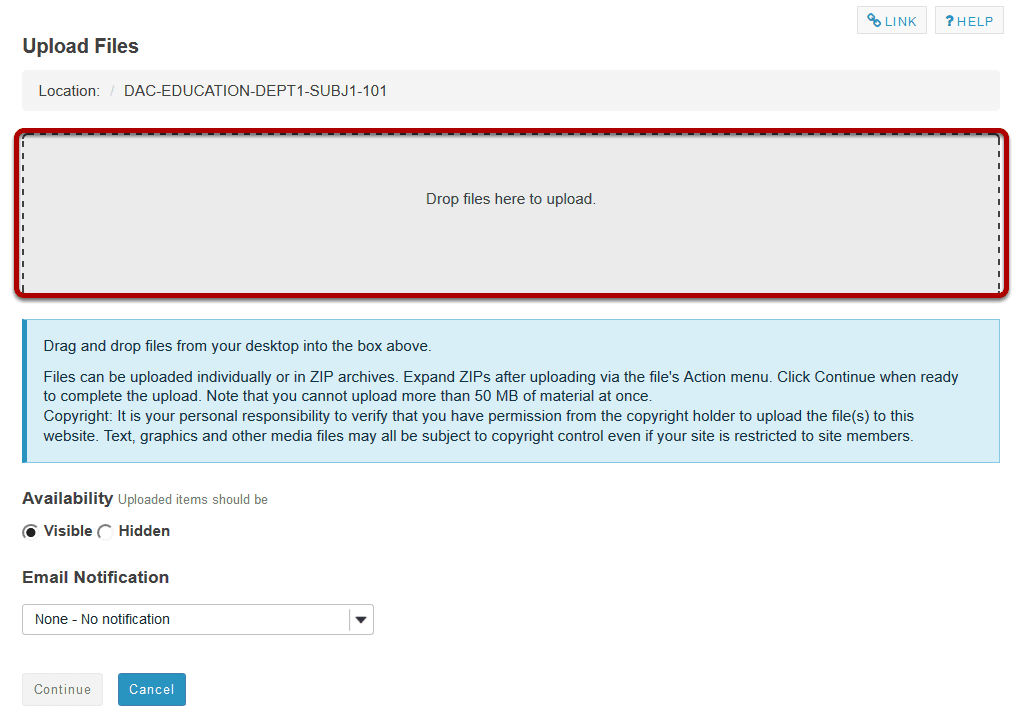 LINK
? HELP
Upload Files
Location: / DAC-EDUCATION-DEPT1-SUBJ1-101
Drop files here to upload.
Drag and drop files from your desktop into the box above.
Files can be uploaded individually or in ZIP archives. Expand ZIPs after uploading via the file's Action menu. Click Continue when ready
to complete the upload. Note that you cannot upload more than 50 MB of material at once.
Copyright: It is your personal responsibility to verify that you have permission from the copyright holder to upload the file(s) to this
website. Text, graphics and other media files may all be subject to copyright control even if your site is restricted to site members.
Availability Uploaded items should be
Visible Hidden
Email Notification
None - No notification
Continue Cancel